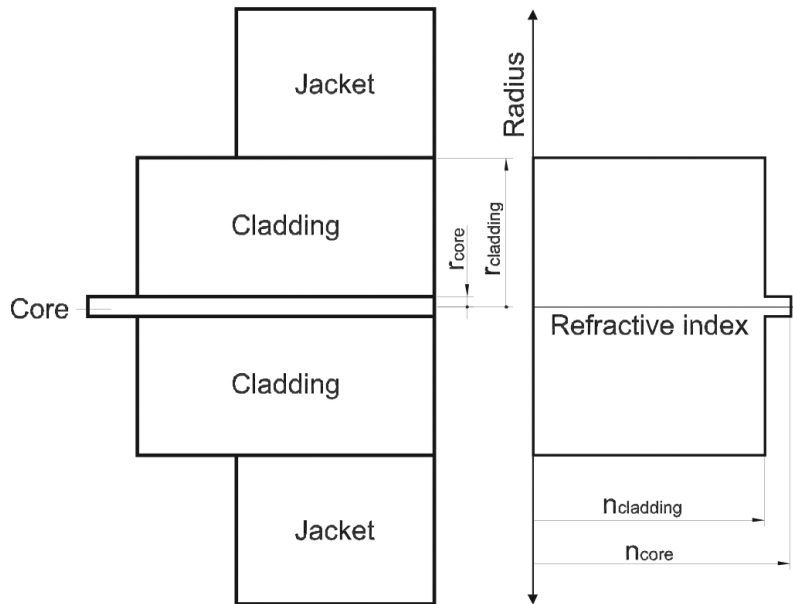 Jacket
Radius
Cladding
rcore
rcladding
Core
Refractive index
Cladding
ncladding
Jacket
ncore